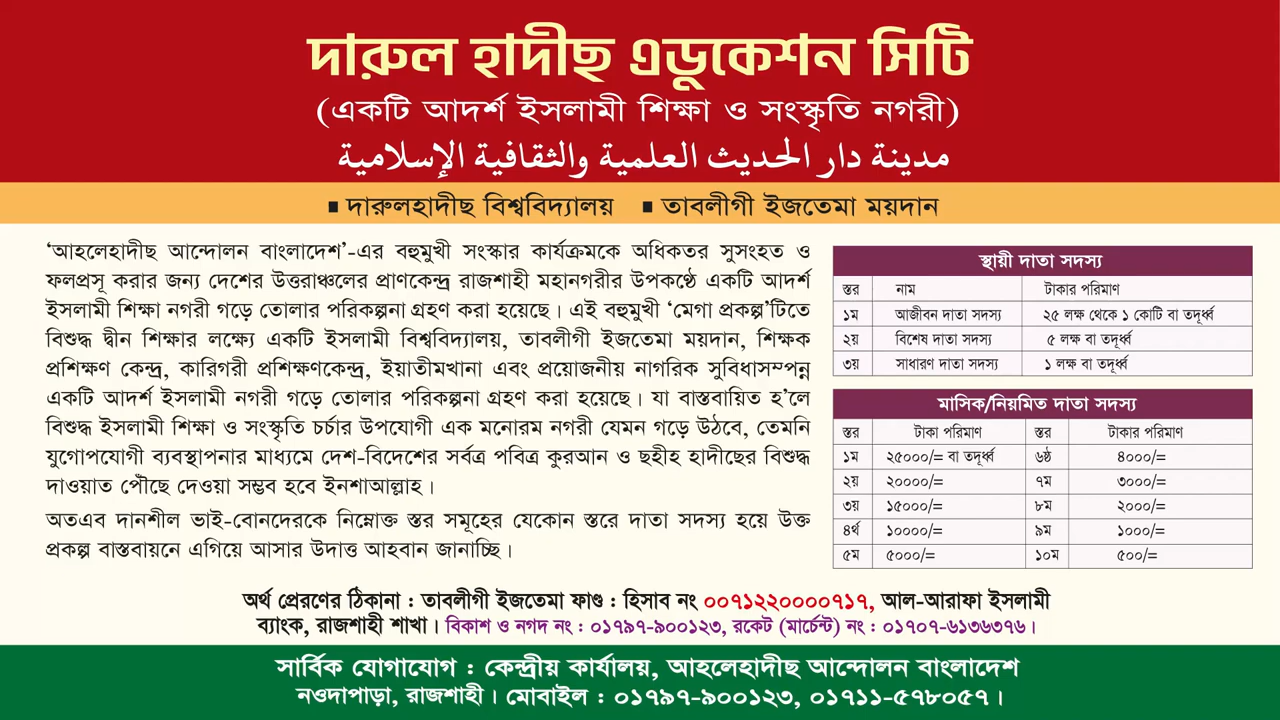 দারুল হাদীছ এডুকেশন সিটি
(একটি আদর্শ ইসলামী শিক্ষা ও সংস্কৃতি নগরী)
مدينة دار الحديث العلمية والثقافية الإسلامية
■ দারুলহাদীছ বিশ্ববিদ্যালয় ■ তাবলীগী ইজতেমা ময়দান
‘আহলেহাদীছ আন্দোলন বাংলাদেশ’-এর বহুমুখী সংস্কার কার্যক্রমকে অধিকতর সুসংহত ও
ফলপ্রসূ করার জন্য দেশের উত্তরাঞ্চলের প্রাণকেন্দ্র রাজশাহী মহানগরীর উপকণ্ঠে একটি আদর্শ
ইসলামী শিক্ষা নগরী গড়ে তোলার পরিকল্পনা গ্রহণ করা হয়েছে। এই বহুমুখী ‘মেগা প্রকল্প’টিতে
বিশুদ্ধ দ্বীন শিক্ষার লক্ষ্যে একটি ইসলামী বিশ্ববিদ্যালয়, তাবলীগী ইজতেমা ময়দান, শিক্ষক
প্রশিক্ষণ কেন্দ্র, কারিগরী প্রশিক্ষণকেন্দ্র, ইয়াতীমখানা এবং প্রয়োজনীয় নাগরিক সুবিধাসম্পন্ন
একটি আদর্শ ইসলামী নগরী গড়ে তোলার পরিকল্পনা গ্রহণ করা হয়েছে। যা বাস্তবায়িত হ’লে
বিশুদ্ধ ইসলামী শিক্ষা ও সংস্কৃতি চর্চার উপযোগী এক মনোরম নগরী যেমন গড়ে উঠবে, তেমনি
যুগোপযোগী ব্যবস্থাপনার মাধ্যমে দেশ-বিদেশের সর্বত্র পবিত্র কুরআন ও ছহীহ হাদীছের বিশুদ্ধ
দাওয়াত পৌঁছে দেওয়া সম্ভব হবে ইনশাআল্লাহ।
অতএব দানশীল ভাই-বোনদেরকে নিম্নোক্ত স্তর সমূহের যেকোন স্তরে দাতা সদস্য হয়ে উক্ত
প্রকল্প বাস্তবায়নে এগিয়ে আসার উদাত্ত আহবান জানাচ্ছি।
স্থায়ী দাতা সদস্য
স্তর নাম টাকার পরিমাণ
১ম আজীবন দাতা সদস্য ২৫ লক্ষ থেকে ১ কোটি বা তদূর্ধ্ব
২য় বিশেষ দাতা সদস্য ৫ লক্ষ বা তদূর্ধ্ব
৩য় সাধারণ দাতা সদস্য ১ লক্ষ বা তদূর্ধ্ব
মাসিক/নিয়মিত দাতা সদস্য
স্তর টাকা পরিমাণ স্তর টাকার পরিমাণ
১ম ২৫০০০/= বা তদূর্ধ্ব ৬ষ্ঠ ৪০০০/=
২য় ২০০০০/= ৭ম ৩০০০/=
৩য় ১৫০০০/= ৮ম ২০০০/=
৪র্থ ১০০০০/= ৯ম ১০০০/=
৫ম ৫০০০/= ১০ম ৫০০/=
অর্থ প্রেরণের ঠিকানা : তাবলীগী ইজতেমা ফাণ্ড : হিসাব নং ০০৭১২২০০০০৭১৭, আল-আরাফা ইসলামী
ব্যাংক, রাজশাহী শাখা। বিকাশ ও নগদ নং : ০১৭৯৭-৯০০১২৩, রকেট (মার্চেন্ট) নং : ০১৭০৭-৬১৩৬৩৭৬।
সার্বিক যোগাযোগ : কেন্দ্রীয় কার্যালয়, আহলেহাদীছ আন্দোলন বাংলাদেশ
নওদাপাড়া, রাজশাহী। মোবাইল : ০১৭৯৭-৯০০১২৩, ০১৭১১-৫৭৮০৫৭।